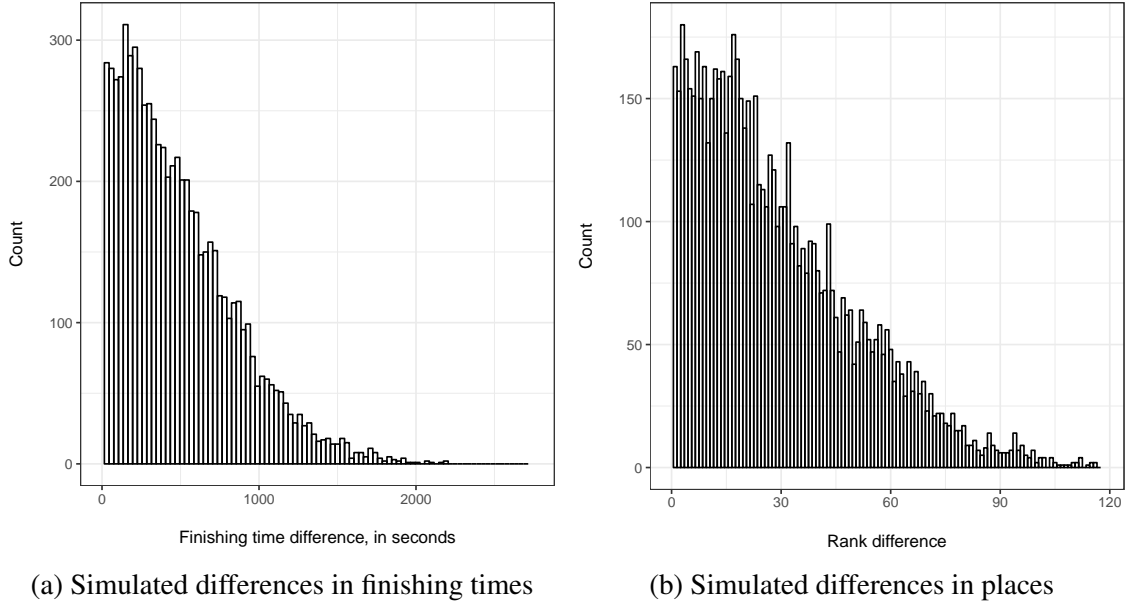 300
200
100
0
Count
0
1000
2000
Finishing time difference, in seconds
(a) Simulated differences in finishing times
150
100
50
0
Count
0
30
60
90
120
Rank difference
(b) Simulated differences in places